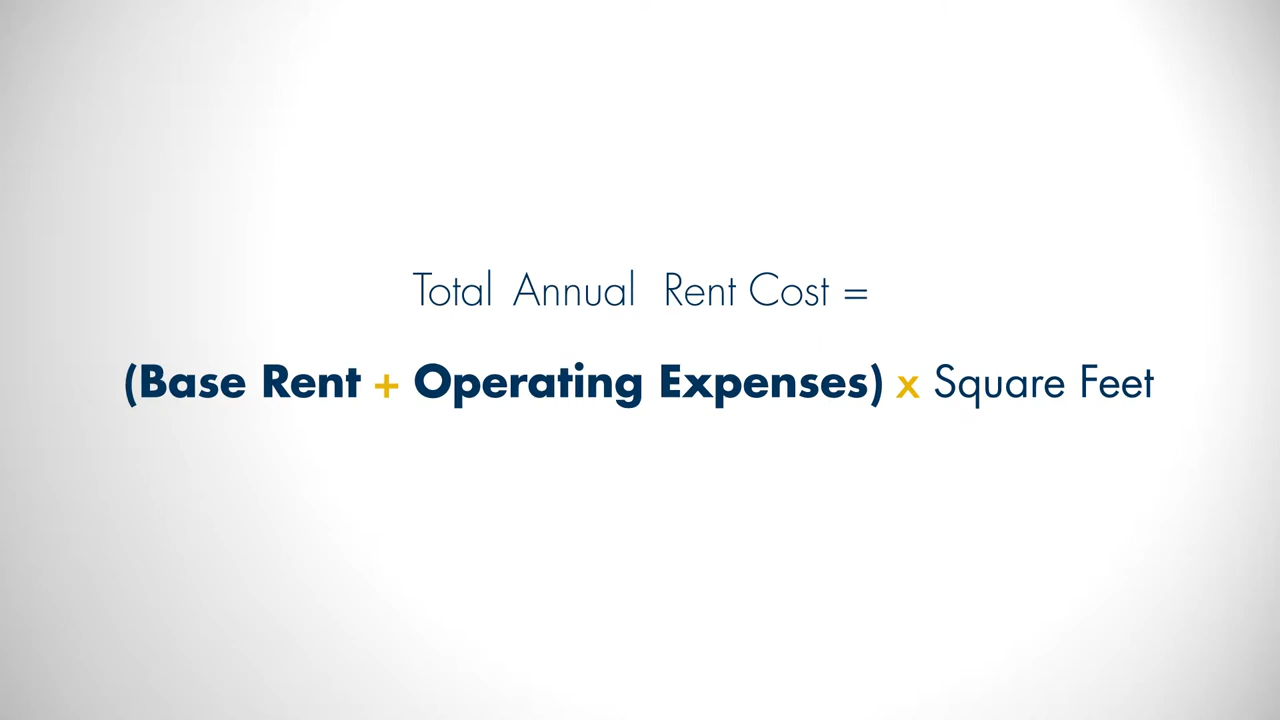 Total Annual Rent Cost =
(Base Rent + Operating Expenses) x Square Feet